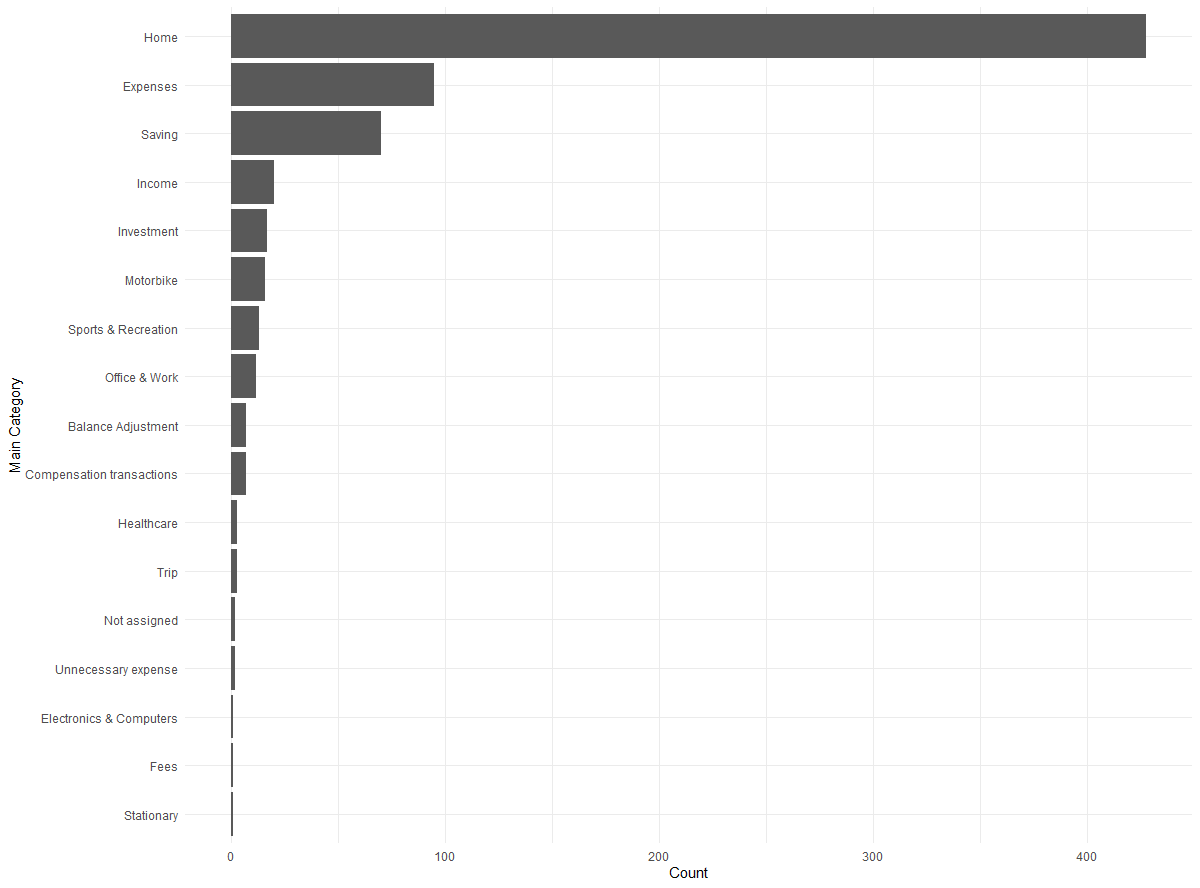 Home
Expenses
Saving
Income
Investment
Motorbike
Sports & Recreation
Office & Work
Balance Adjustment
Compensation transactions
Healthcare
Trip
Not assigned
Unnecessary expense
Electronics & Computers
Fees
Stationary
Main Category
0 100 200 300 400
Count